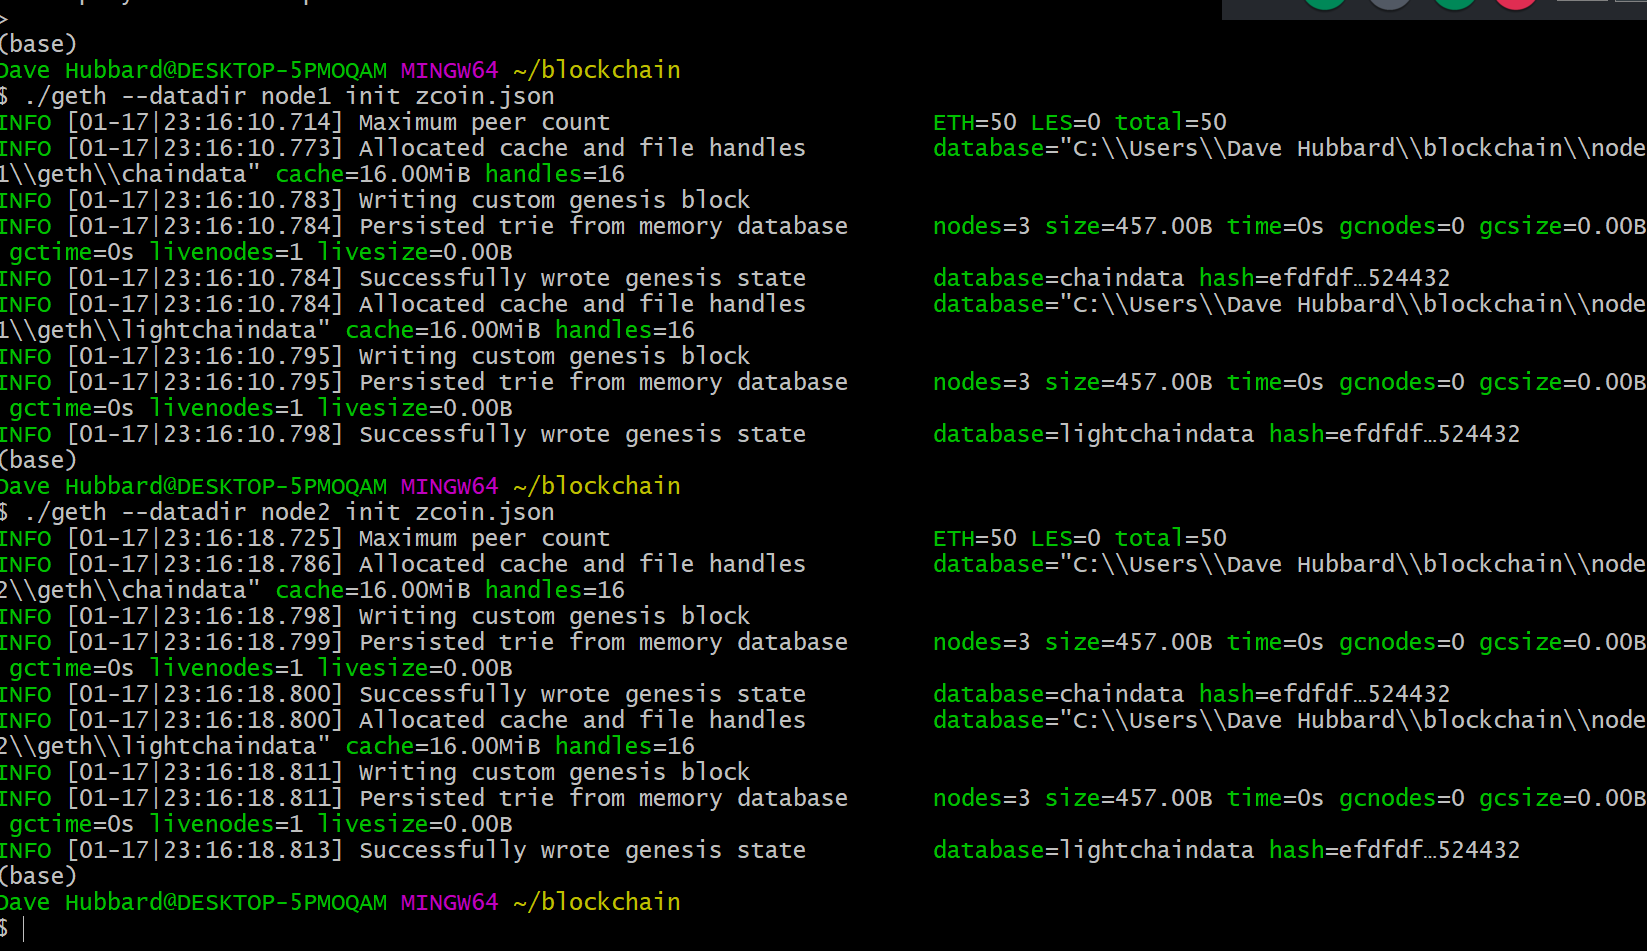 >
(base)
Dave Hubbard@DESKTOP-5PMOQAM MINGW64 ~/blockchain
$ ./geth --datadir node1 init zcoin.json
INFO [01-17|23:16:10.714] Maximum peer count                       ETH=50 LES=0 total=50
INFO [01-17|23:16:10.773] Allocated cache and file handles         database="C:\\Users\\Dave Hubbard\\blockchain\\node
1\\geth\\chaindata" cache=16.00MiB handles=16
INFO [01-17|23:16:10.783] Writing custom genesis block
INFO [01-17|23:16:10.784] Persisted trie from memory database      nodes=3 size=457.00B time=0s gcnodes=0 gcsize=0.00B
 gctime=0s livenodes=1 livesize=0.00B
INFO [01-17|23:16:10.784] Successfully wrote genesis state         database=chaindata hash=efdfdf…524432
INFO [01-17|23:16:10.784] Allocated cache and file handles         database="C:\\Users\\Dave Hubbard\\blockchain\\node
1\\geth\\lightchaindata" cache=16.00MiB handles=16
INFO [01-17|23:16:10.795] Writing custom genesis block
INFO [01-17|23:16:10.795] Persisted trie from memory database      nodes=3 size=457.00B time=0s gcnodes=0 gcsize=0.00B
 gctime=0s livenodes=1 livesize=0.00B
INFO [01-17|23:16:10.798] Successfully wrote genesis state         database=lightchaindata hash=efdfdf…524432
(base)
Dave Hubbard@DESKTOP-5PMOQAM MINGW64 ~/blockchain
$ ./geth --datadir node2 init zcoin.json
INFO [01-17|23:16:18.725] Maximum peer count                       ETH=50 LES=0 total=50
INFO [01-17|23:16:18.786] Allocated cache and file handles         database="C:\\Users\\Dave Hubbard\\blockchain\\node
2\\geth\\chaindata" cache=16.00MiB handles=16
INFO [01-17|23:16:18.798] Writing custom genesis block
INFO [01-17|23:16:18.799] Persisted trie from memory database      nodes=3 size=457.00B time=0s gcnodes=0 gcsize=0.00B
 gctime=0s livenodes=1 livesize=0.00B
INFO [01-17|23:16:18.800] Successfully wrote genesis state         database=chaindata hash=efdfdf…524432
INFO [01-17|23:16:18.800] Allocated cache and file handles         database="C:\\Users\\Dave Hubbard\\blockchain\\node
2\\geth\\lightchaindata" cache=16.00MiB handles=16
INFO [01-17|23:16:18.811] Writing custom genesis block
INFO [01-17|23:16:18.811] Persisted trie from memory database      nodes=3 size=457.00B time=0s gcnodes=0 gcsize=0.00B
 gctime=0s livenodes=1 livesize=0.00B
INFO [01-17|23:16:18.813] Successfully wrote genesis state         database=lightchaindata hash=efdfdf…524432
(base)
Dave Hubbard@DESKTOP-5PMOQAM MINGW64 ~/blockchain
$